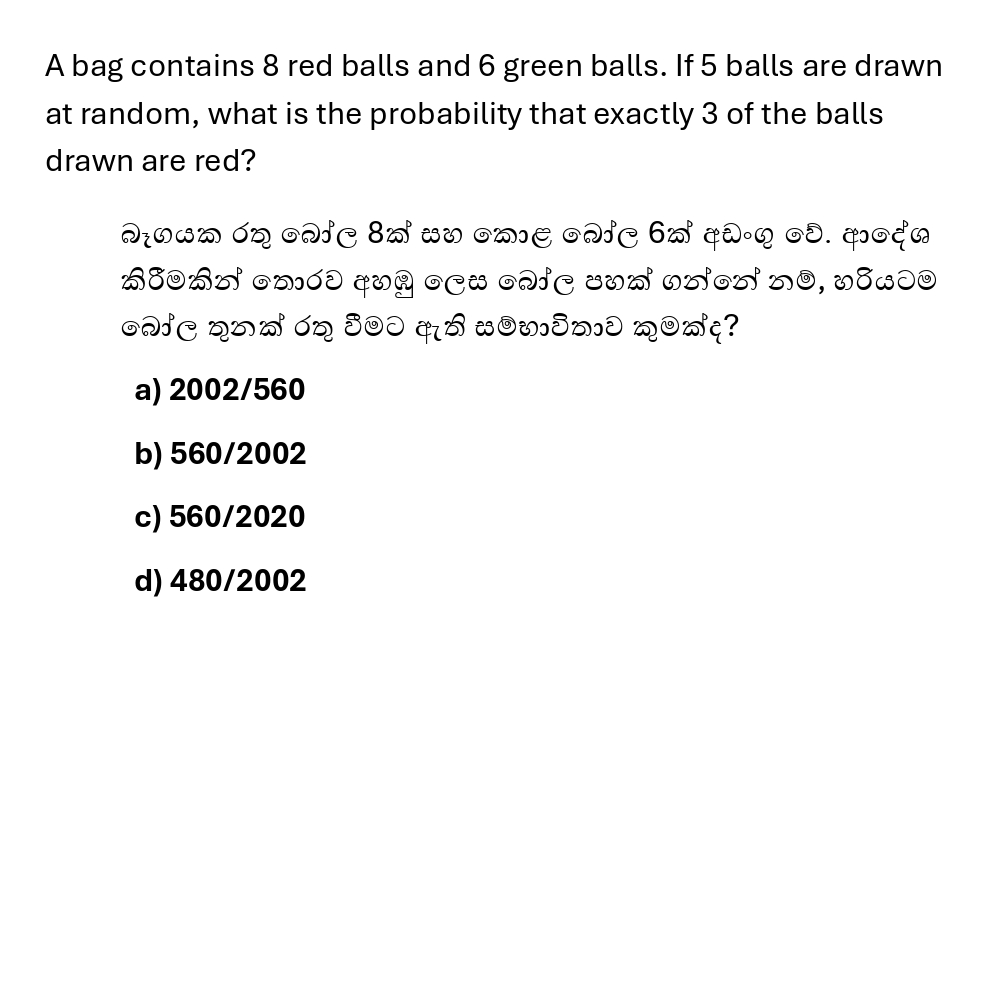 A bag contains 8 red balls and 6 green balls. If 5 balls are drawn
at random, what is the probability that exactly 3 of the balls
drawn are red?
බෑගයක රතු බෝල 8ක් සහ කොළ බෝල 6ක් අඩංගු වේ. ආදේශ
කිරීමකින් තොරව අහඹු ලෙස බෝල පහක් ගන්නේ නම්, හරියටම
බෝල තුනක් රතු වීමට ඇති සම්භාවිතාව කුමක්ද?
a) 2002/560
b) 560/2002
c) 560/2020
d) 480/2002